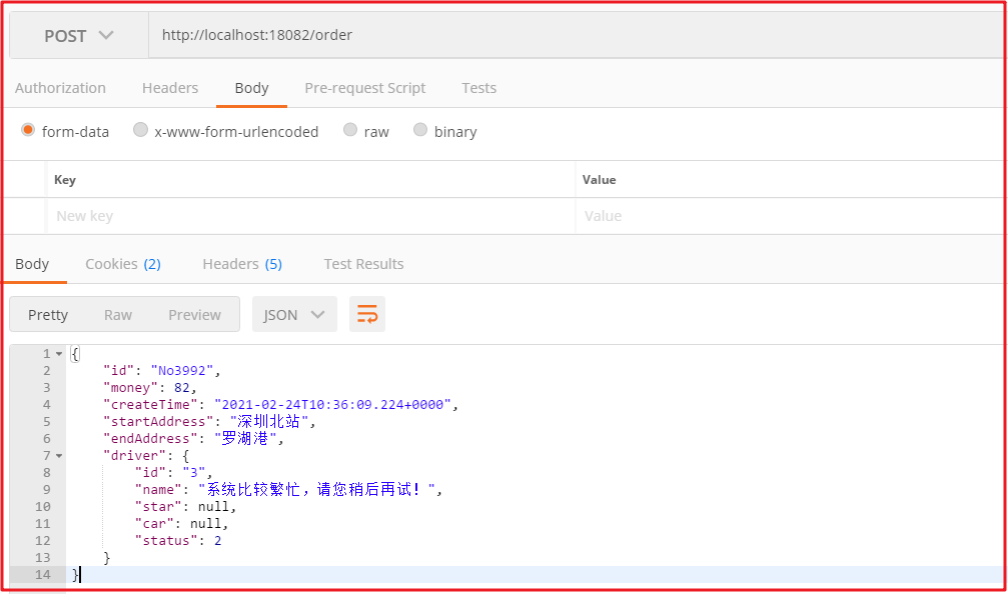 POST http://localhost:18082/order
Authorization Headers Body Pre-request Script Tests
form-data x-www-form-urlencoded raw binary
Key Value
New key Value
Body Cookies (2) Headers (5) Test Results
Pretty Raw Preview JSON
1 {
2 "id": "No3992",
3 "money": 82,
4 "createTime": "2021-02-24T10:36:09.224+0000",
5 "startAddress": "深圳北站",
6 "endAddress": "罗湖港",
7 "driver": {
8 "id": "3",
9 "name": "系统比较繁忙，请您稍后再试！",
10 "star": null,
11 "car": null,
12 "status": 2
13 }
14 }